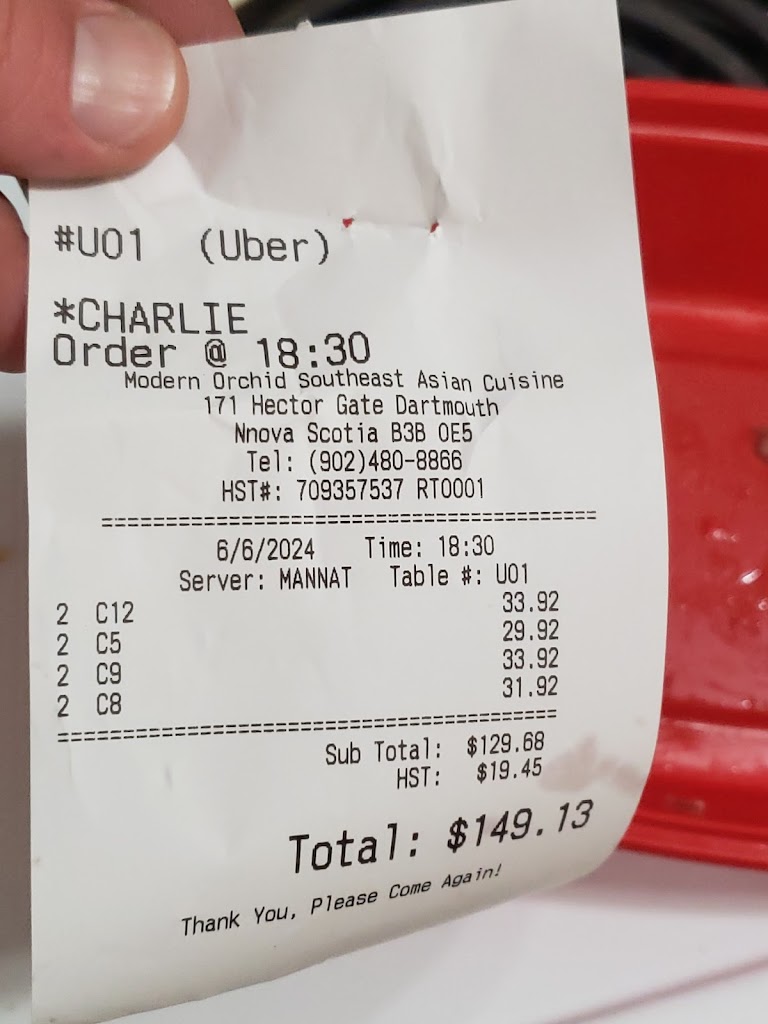 #U01 (Uber)
*CHARLIE
Order @ 18:30
Modern Orchid Southeast Asian Cuisine
171 Hector Gate Dartmouth
Nnova Scotia B3B 0E5
Tel: (902)480-8866
HST#: 709357537 RT0001
==========================================
6/6/2024 Time: 18:30
Server: MANNAT Table #: U01
2 C12 33.92
2 C5 29.92
2 C9 33.92
2 C8 31.92
==========================================
Sub Total: $129.68
HST: $19.45
Total: $149.13
Thank You, Please Come Again!